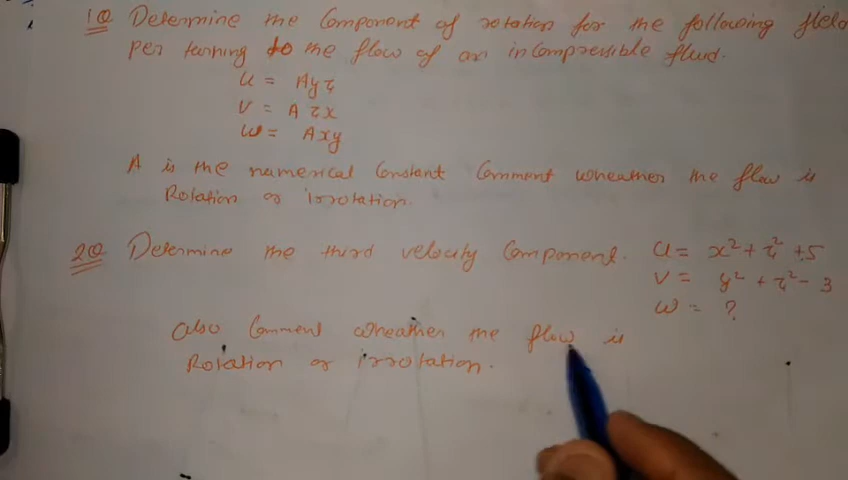 1Q Determine the Component of rotation for the following field
per turning to the flow of an incompressible fluid.
u = Ayz
v = Azx
w = Axy
A is the numerical Constant Comment wheather the flow is
Rotation or irrotation.
2Q Determine the third velocity Component. u = x² + z² + 5
v = y² + z² - 3
w = ?
also Comment wheather the flow is
Rotation or irrotation.